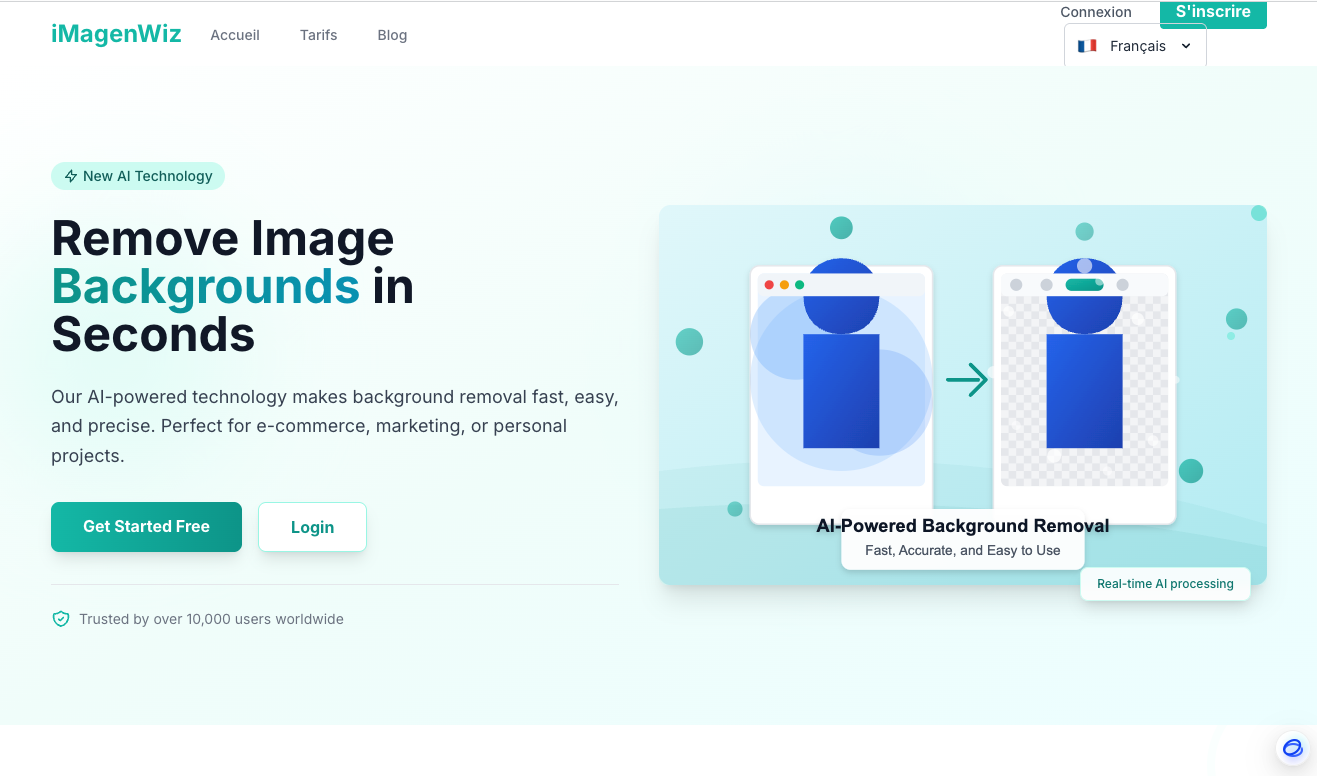 iMagenWiz
Accueil
Tarifs
Blog
Connexion
S'inscrire
Français
New AI Technology
Remove Image
Backgrounds in
Seconds
Our AI-powered technology makes background removal fast, easy,
and precise. Perfect for e-commerce, marketing, or personal
projects.
Get Started Free
Login
Trusted by over 10,000 users worldwide
AI-Powered Background Removal
Fast, Accurate, and Easy to Use
Real-time AI processing